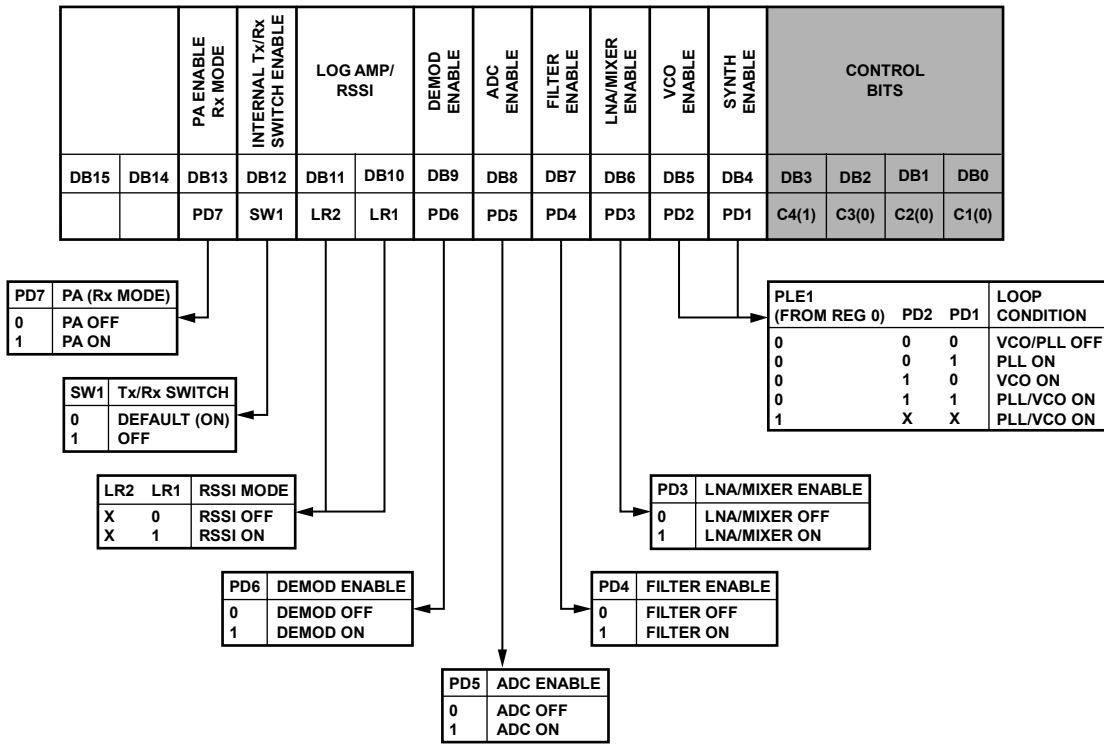 PA ENABLE
Rx MODE
INTERNAL Tx/Rx
SWITCH ENABLE
LOG AMP/
RSSI
DEMOD
ENABLE
ADC
ENABLE
FILTER
ENABLE
LNA/MIXER
ENABLE
VCO
ENABLE
SYNTH
ENABLE
CONTROL
BITS
DB15 DB14 DB13 DB12 DB11 DB10 DB9 DB8 DB7 DB6 DB5 DB4 DB3 DB2 DB1 DB0
PD7 SW1 LR2 LR1 PD6 PD5 PD4 PD3 PD2 PD1 C4(1) C3(0) C2(0) C1(0)
PD7 PA (Rx MODE)
0 PA OFF
1 PA ON
PLE1
(FROM REG 0) PD2 PD1 LOOP
CONDITION
0 0 0 VCO/PLL OFF
0 0 1 PLL ON
0 1 0 VCO ON
0 1 1 PLL/VCO ON
1 X X PLL/VCO ON
SW1 Tx/Rx SWITCH
0 DEFAULT (ON)
1 OFF
LR2 LR1 RSSI MODE
X 0 RSSI OFF
X 1 RSSI ON
PD3 LNA/MIXER ENABLE
0 LNA/MIXER OFF
1 LNA/MIXER ON
PD6 DEMOD ENABLE
0 DEMOD OFF
1 DEMOD ON
PD4 FILTER ENABLE
0 FILTER OFF
1 FILTER ON
PD5 ADC ENABLE
0 ADC OFF
1 ADC ON